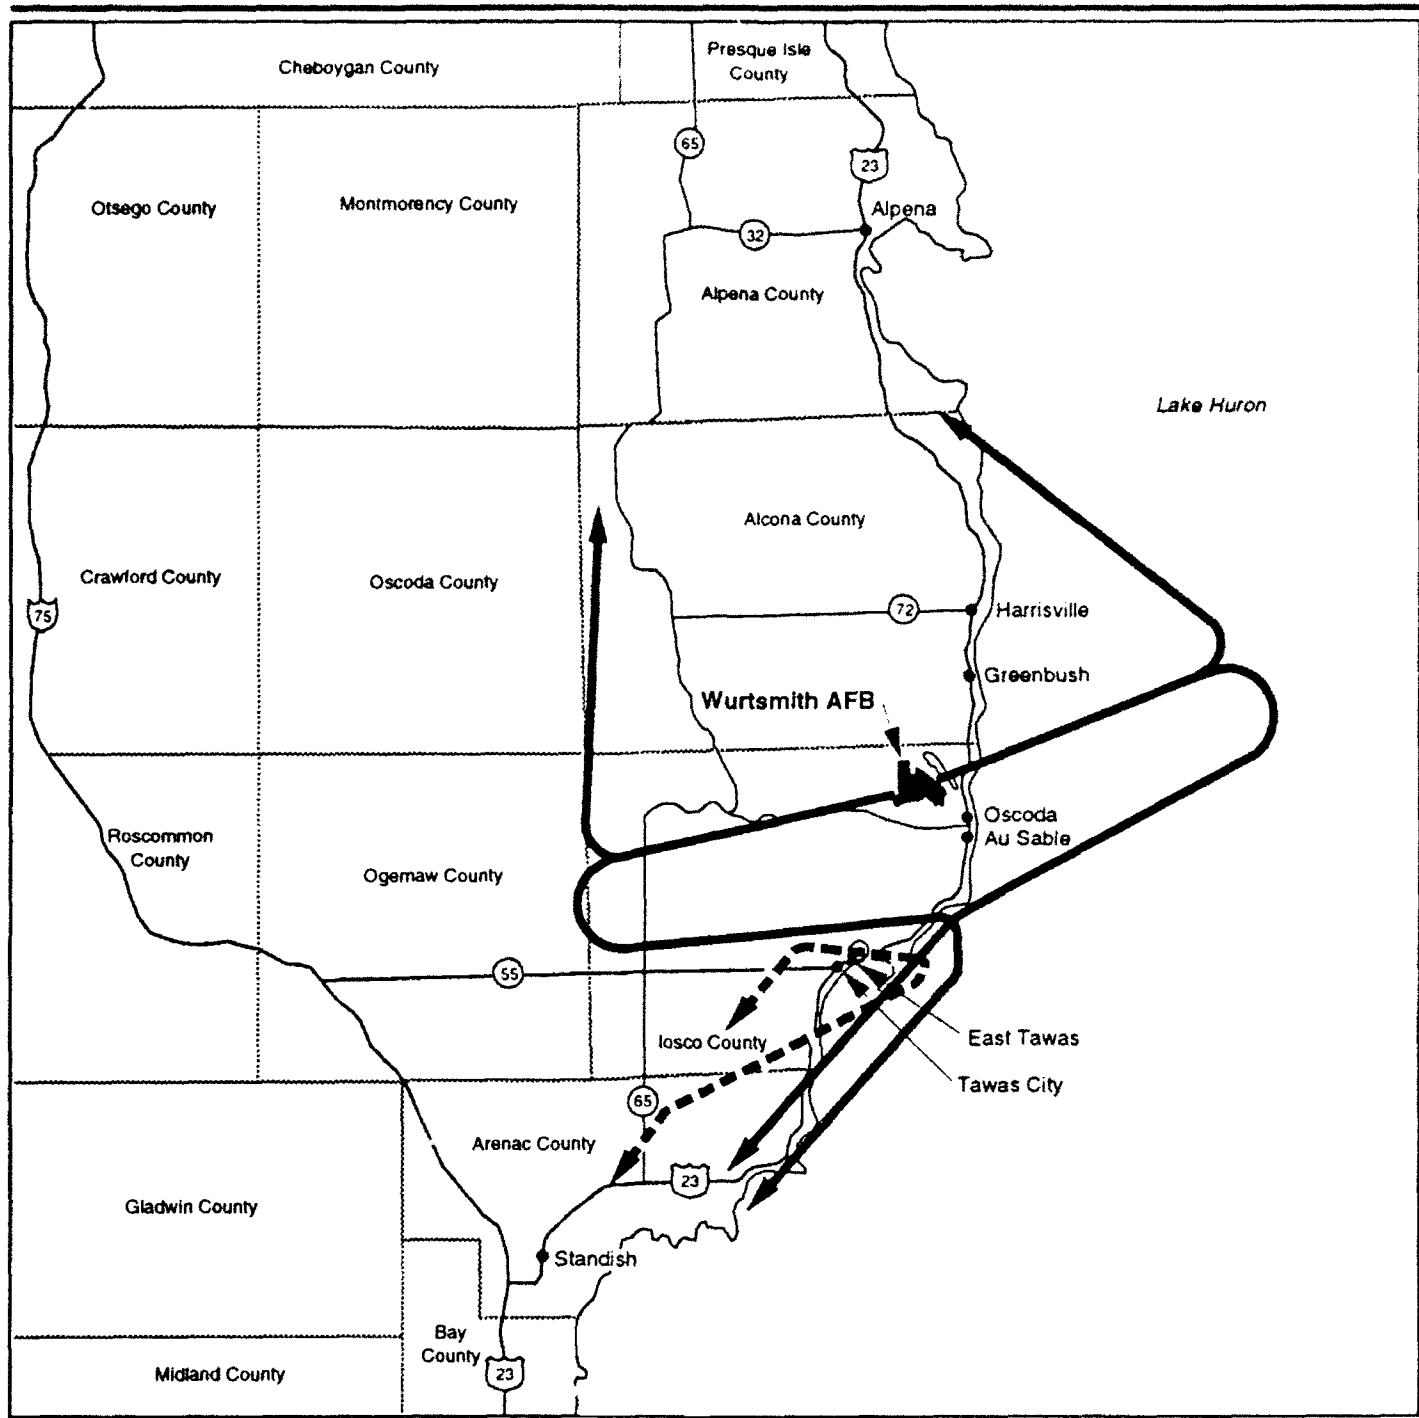 Cheboygan County
Presque Isle
County
65
23
Otsego County
Montmorency County
Alpena
32
Alpena County
Lake Huron
Alcona County
Crawford County
Oscoda County
75
72
Harrisville
Greenbush
Wurtsmith AFB
Oscoda
Au Sable
Roscommon
County
Ogemaw County
55
East Tawas
Iosco County
Tawas City
65
Arenac County
23
Gladwin County
Standish
Bay
County
Midland County
23